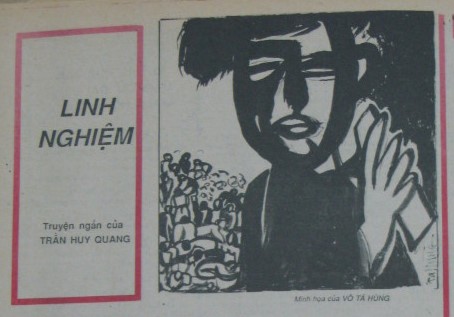 LINH
NGHIỆM
Truyện ngắn của
TRẦN HUY QUANG
Minh họa của VÕ TÁ HÙNG